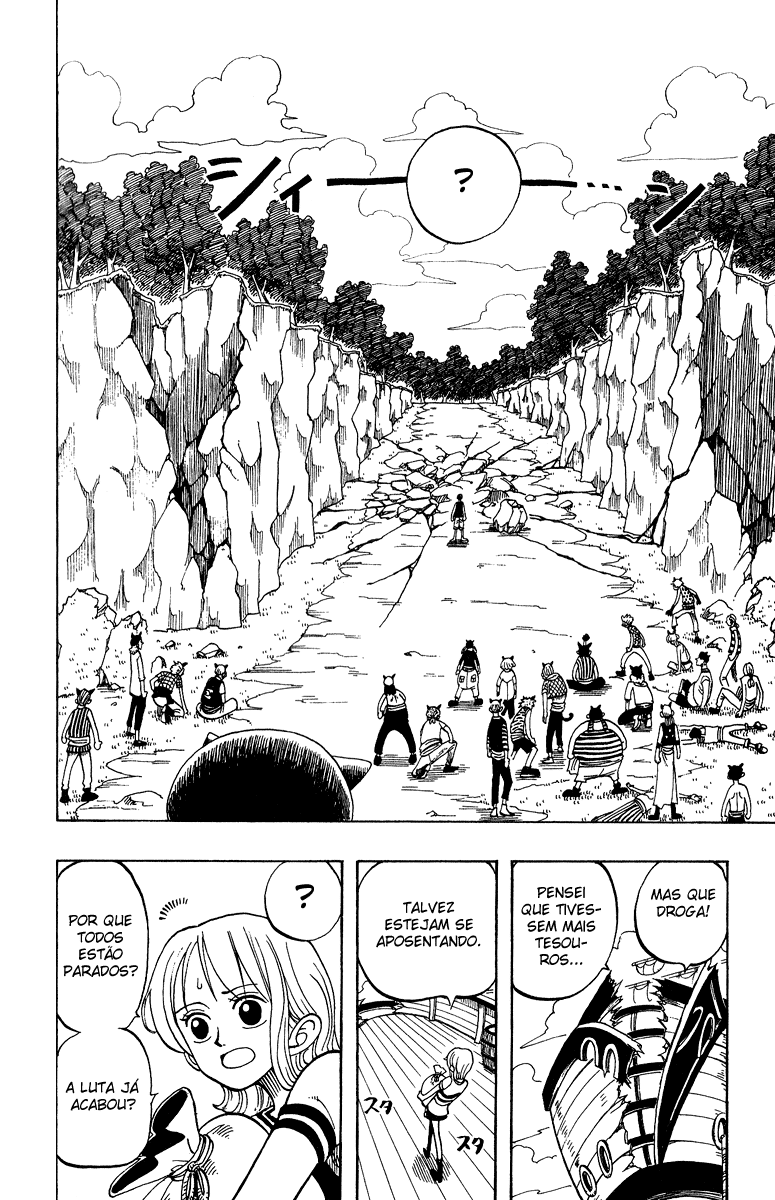 シィー…ン
?
MAS QUE
DROGA!
PENSEI
QUE TIVES-
SEM MAIS
TESOU-
ROS...
TALVEZ
ESTEJAM SE
APOSENTANDO.
スタ
スタ
?
POR QUE
TODOS
ESTÃO
PARADOS?
A LUTA JÁ
ACABOU?